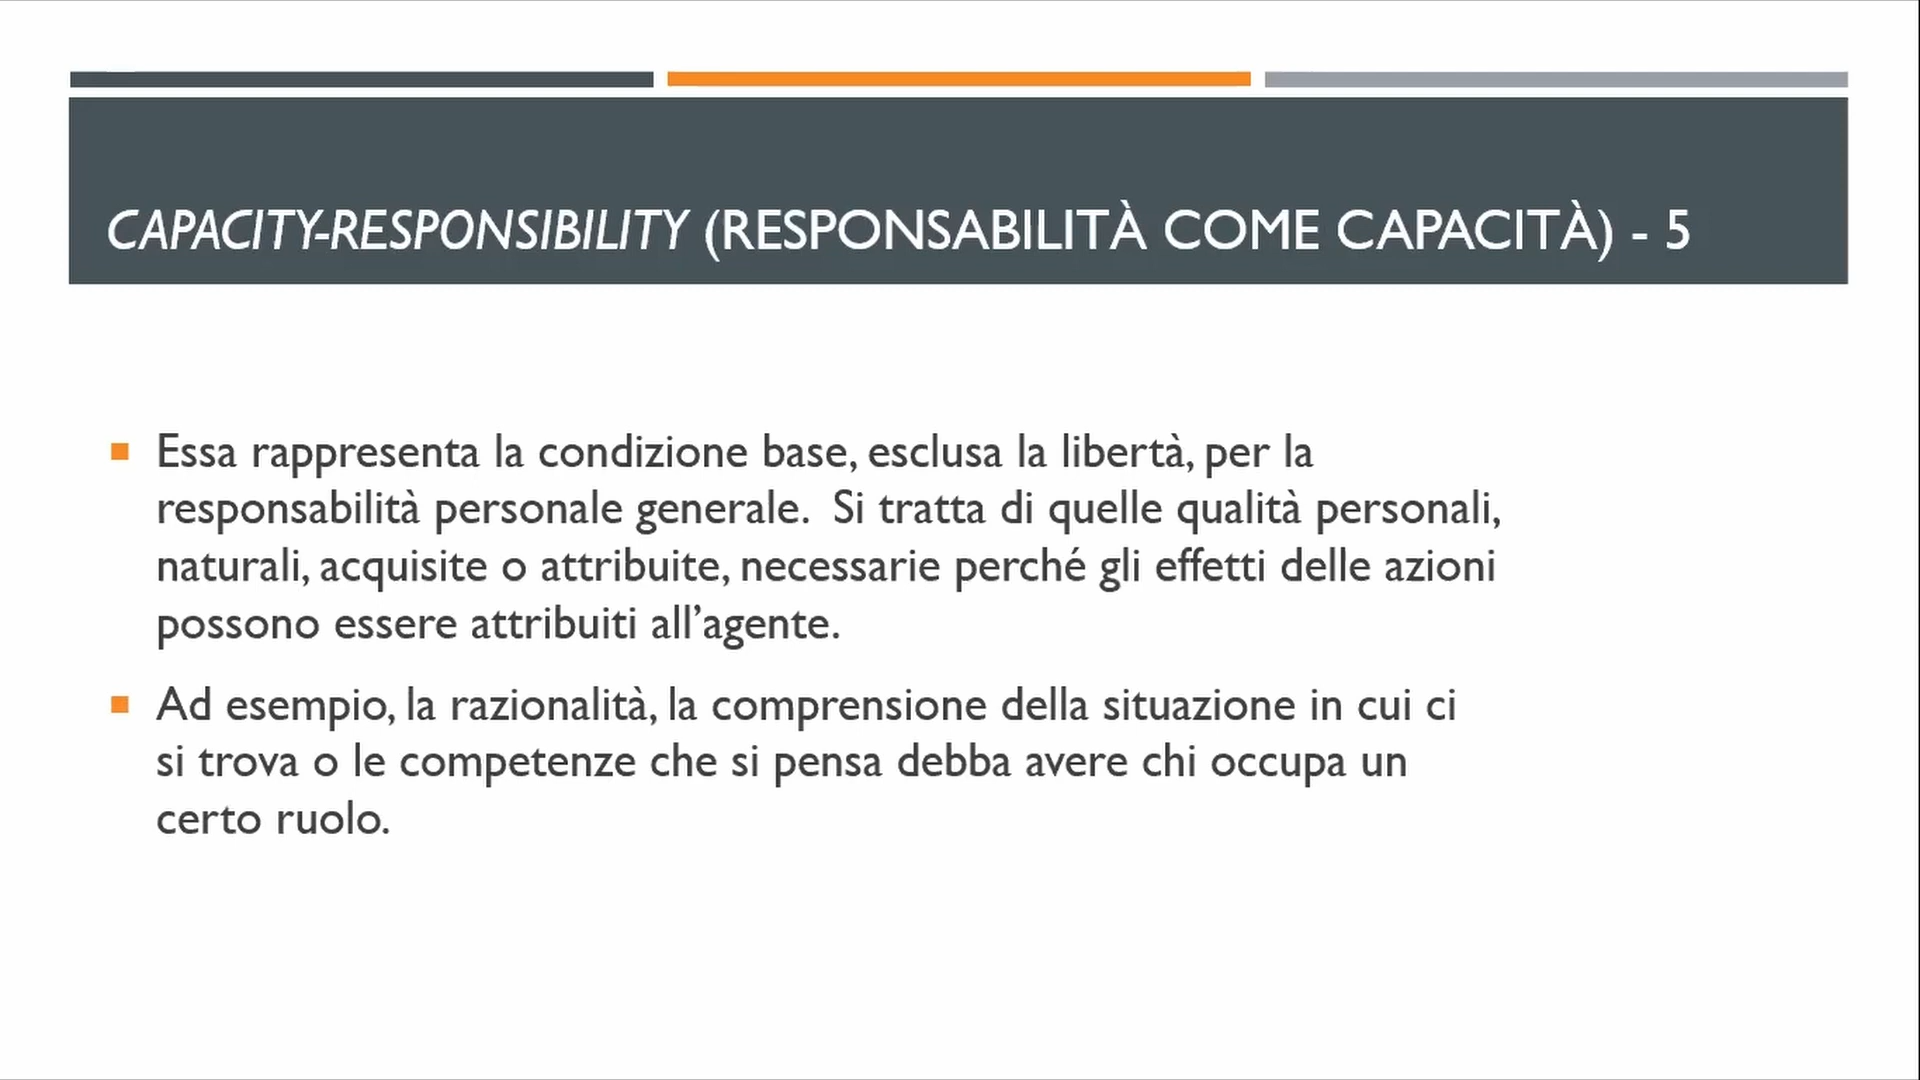 CAPACITY-RESPONSIBILITY (RESPONSABILITÀ COME CAPACITÀ) - 5
Essa rappresenta la condizione base, esclusa la libertà, per la
responsabilità personale generale.  Si tratta di quelle qualità personali,
naturali, acquisite o attribuite, necessarie perché gli effetti delle azioni
possono essere attribuiti all’agente.
Ad esempio, la razionalità, la comprensione della situazione in cui ci
si trova o le competenze che si pensa debba avere chi occupa un
certo ruolo.